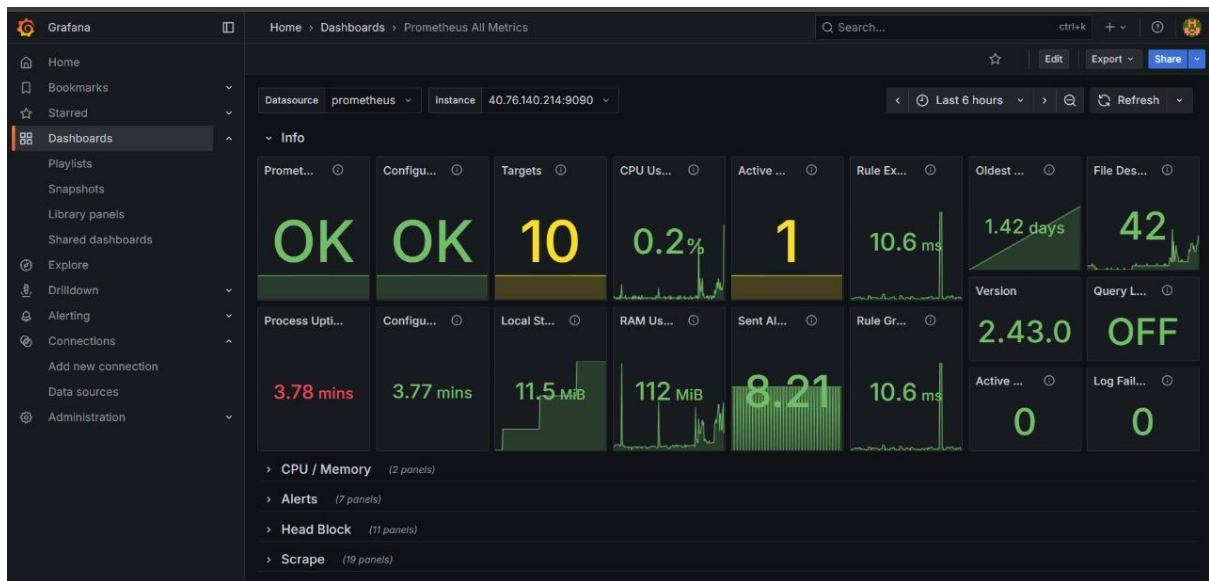 Grafana
Home › Dashboards › Prometheus All Metrics
Search...
ctrl+k
Home
Bookmarks
Starred
Dashboards
Playlists
Snapshots
Library panels
Shared dashboards
Explore
Drilldown
Alerting
Connections
Add new connection
Data sources
Administration
Edit
Export
Share
Datasource prometheus
Instance 40.76.140.214:9090
Last 6 hours
Refresh
Info
Promet...
OK
Configu...
OK
Targets
10
CPU Us...
0.2%
Active ...
1
Rule Ex...
10.6 ms
Oldest ...
1.42 days
File Des...
42
Version
2.43.0
Query L...
OFF
Process Upti...
3.78 mins
Configu...
3.77 mins
Local St...
11.5 MiB
RAM Us...
112 MiB
Sent Al...
8.21
Rule Gr...
10.6 ms
Active ...
0
Log Fail...
0
CPU / Memory (2 panels)
Alerts (7 panels)
Head Block (11 panels)
Scrape (19 panels)